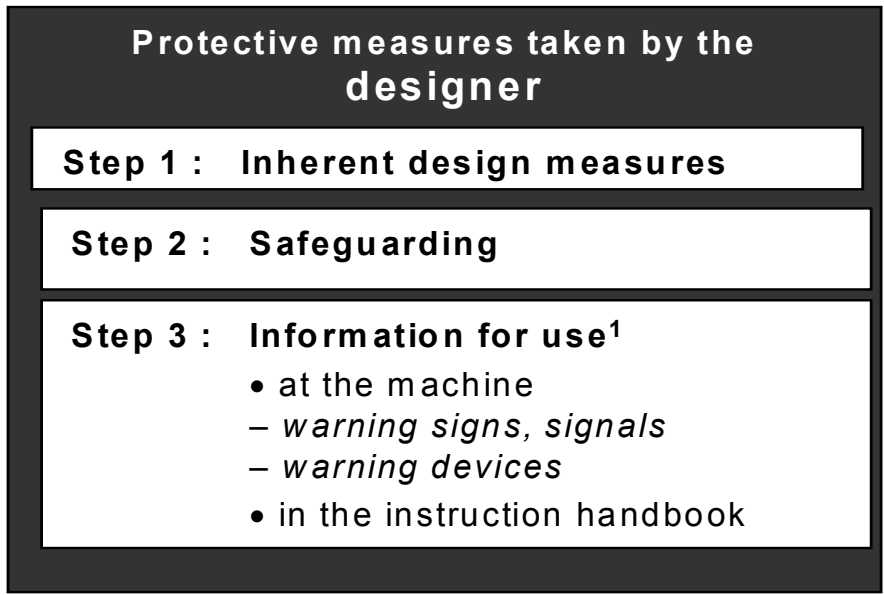 Protective measures taken by the
designer
Step 1 : Inherent design measures
Step 2 : Safeguarding
Step 3 : Information for use¹
• at the machine
– warning signs, signals
– warning devices
• in the instruction handbook